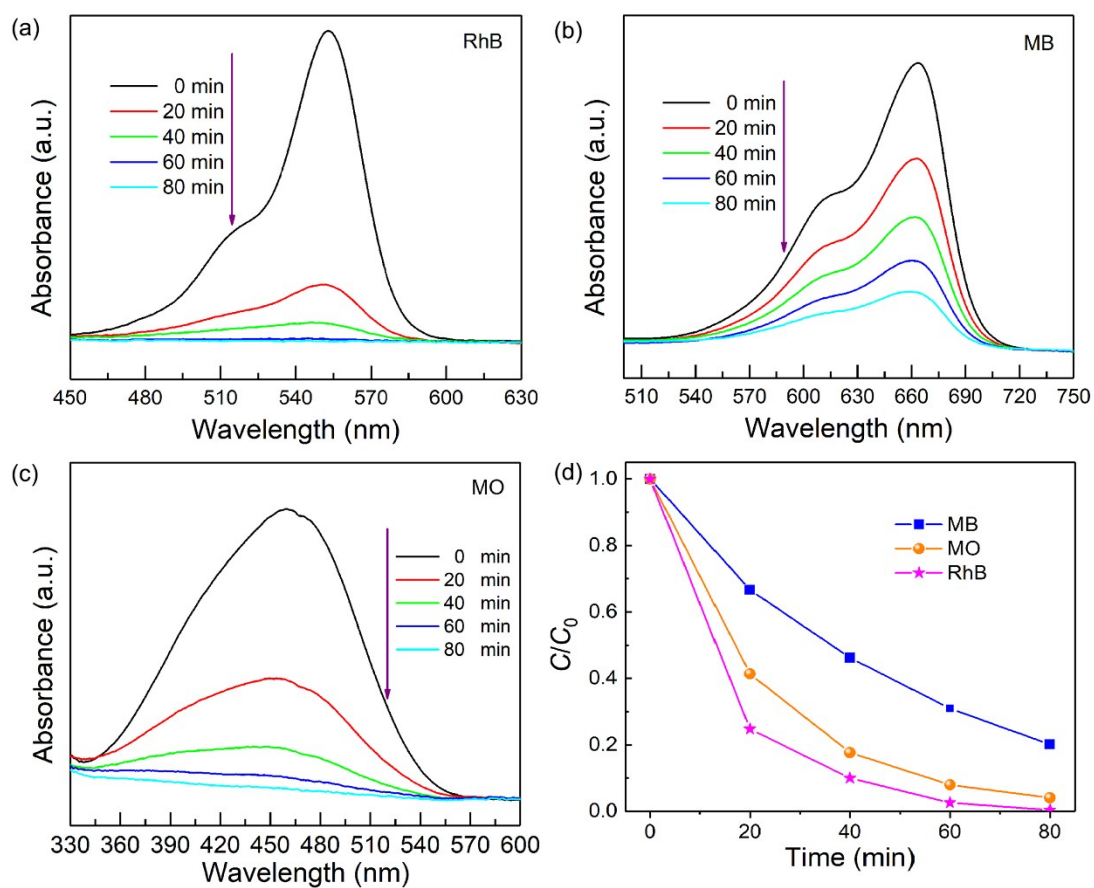 (a)
RhB
0 min
20 min
40 min
60 min
80 min
Absorbance (a.u.)
450 480 510 540 570 600 630
Wavelength (nm)
(b)
MB
0 min
20 min
40 min
60 min
80 min
Absorbance (a.u.)
510 540 570 600 630 660 690 720 750
Wavelength (nm)
(c)
MO
0 min
20 min
40 min
60 min
80 min
Absorbance (a.u.)
330 360 390 420 450 480 510 540 570 600
Wavelength (nm)
(d)
1.0
0.8
0.6
0.4
0.2
0.0
C/C0
MB
MO
RhB
0 20 40 60 80
Time (min)